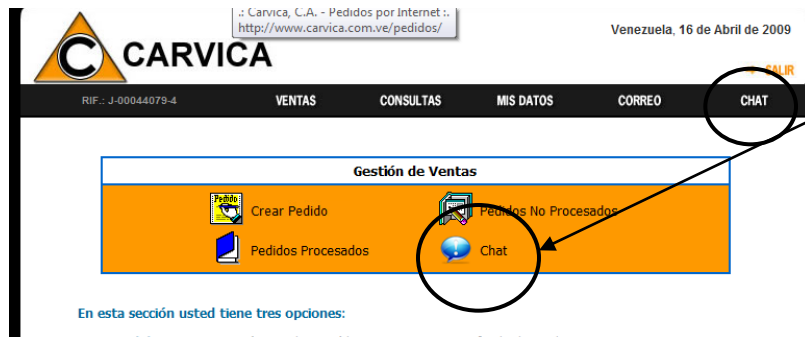 .: Carvica, C.A. - Pedidos por Internet :.
http://www.carvica.com.ve/pedidos/
Venezuela, 16 de Abril de 2009
C CARVICA
SALIR
RIF.: J-00044079-4 VENTAS CONSULTAS MIS DATOS CORREO CHAT
Gestión de Ventas
Pedido Crear Pedido Pedidos No Procesados
Pedidos Procesados Chat
En esta sección usted tiene tres opciones: